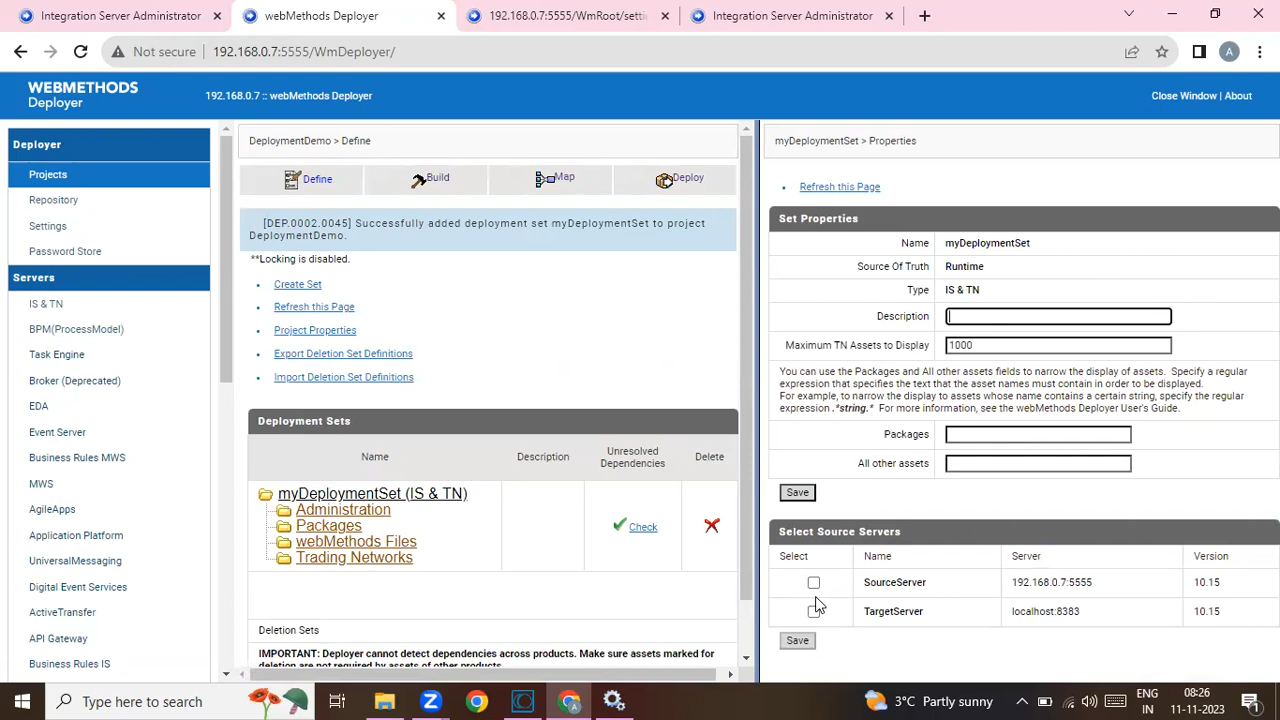 Integration Server Administrator
webMethods Deployer
192.168.0.7:5555/WmRoot/setti
Integration Server Administrator
Not secure
192.168.0.7:5555/WmDeployer/
A
WEBMETHODS
Deployer
192.168.0.7 :: webMethods Deployer
Close Window | About
Deployer
Projects
Repository
Settings
Password Store
Servers
IS & TN
BPM(ProcessModel)
Task Engine
Broker (Deprecated)
EDA
Event Server
Business Rules MWS
MWS
AgileApps
Application Platform
UniversalMessaging
Digital Event Services
ActiveTransfer
API Gateway
Business Rules IS
DeploymentDemo > Define
Define
Build
Map
Deploy
[DEP.0002.0045] Successfully added deployment set myDeploymentSet to project
DeploymentDemo.
**Locking is disabled.
Create Set
Refresh this Page
Project Properties
Export Deletion Set Definitions
Import Deletion Set Definitions
Deployment Sets
Name
Description
Unresolved
Dependencies
Delete
myDeploymentSet (IS & TN)
Administration
Packages
webMethods Files
Trading Networks
Check
Deletion Sets
IMPORTANT: Deployer cannot detect dependencies across products. Make sure assets marked for
deletion are not required by assets of other products.
myDeploymentSet > Properties
Refresh this Page
Set Properties
Name myDeploymentSet
Source Of Truth Runtime
Type IS & TN
Description
Maximum TN Assets to Display 1000
You can use the Packages and All other assets fields to narrow the display of assets. Specify a regular
expression that specifies the text that the asset names must contain in order to be displayed.
For example, to narrow the display to assets whose name contains a certain string, specify the regular
expression .*string.* For more information, see the webMethods Deployer User's Guide.
Packages
All other assets
Save
Select Source Servers
Select Name Server Version
SourceServer 192.168.0.7:5555 10.15
TargetServer localhost:8383 10.15
Save
Type here to search
3°C Partly sunny
ENG
IN
08:26
11-11-2023
1